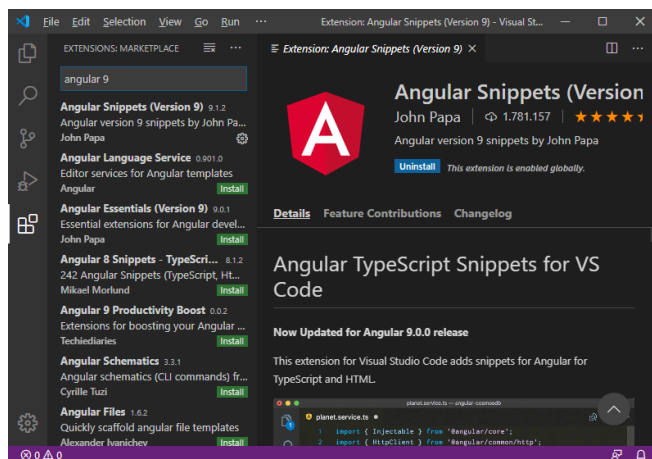 File Edit Selection View Go Run ··· Extension: Angular Snippets (Version 9) - Visual St...
EXTENSIONS: MARKETPLACE
angular 9
Angular Snippets (Version 9) 9.1.2
Angular version 9 snippets by John Pa...
John Papa
Angular Language Service 0.901.0
Editor services for Angular templates
Angular Install
Angular Essentials (Version 9) 9.0.1
Essential extensions for Angular devel...
John Papa Install
Angular 8 Snippets - TypeScri... 8.1.2
242 Angular Snippets (TypeScript, Ht...
Mikael Morlund Install
Angular 9 Productivity Boost 0.0.2
Extensions for boosting your Angular ...
Techiediaries Install
Angular Schematics 3.3.1
Angular schematics (CLI commands) fr...
Cyrille Tuzi Install
Angular Files 1.6.2
Quickly scaffold angular file templates
Alexander Ivanichev Install
0 0
Extension: Angular Snippets (Version 9)
A
Angular Snippets (Version
John Papa 1.781.157
Angular version 9 snippets by John Papa
Uninstall This extension is enabled globally.
Details Feature Contributions Changelog
Angular TypeScript Snippets for VS
Code
Now Updated for Angular 9.0.0 release
This extension for Visual Studio Code adds snippets for Angular for
TypeScript and HTML.
planet.service.ts — angular-cosmosdb
planet.service.ts
1 import { Injectable } from '@angular/core';
2 import { HttpClient } from '@angular/common/http';